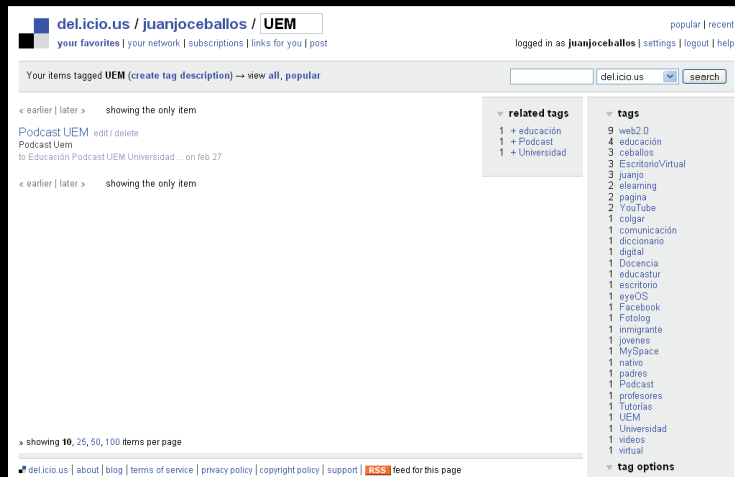 del.icio.us / juanjoceballos / UEM
popular | recent
your favorites | your network | subscriptions | links for you | post
logged in as juanjoceballos | settings | logout | help
Your items tagged UEM (create tag description) → view all, popular
del.icio.us
search
« earlier | later » showing the only item
Podcast UEM edit / delete
Podcast Uem
to Educación Podcast UEM Universidad ... on feb 27
« earlier | later » showing the only item
related tags
1 + educación
1 + Podcast
1 + Universidad
tags
9 web2.0
4 educación
3 ceballos
3 EscritorioVirtual
3 juanjo
2 elearning
2 pagina
2 YouTube
1 colgar
1 comunicación
1 diccionario
1 digital
1 Docencia
1 educastur
1 escritorio
1 eyeOS
1 Facebook
1 Fotolog
1 inmigrante
1 jovenes
1 MySpace
1 nativo
1 padres
1 Podcast
1 profesores
1 Tutorías
1 UEM
1 Universidad
1 videos
1 virtual
tag options
» showing 10, 25, 50, 100 items per page
del.icio.us | about | blog | terms of service | privacy policy | copyright policy | support | RSS feed for this page